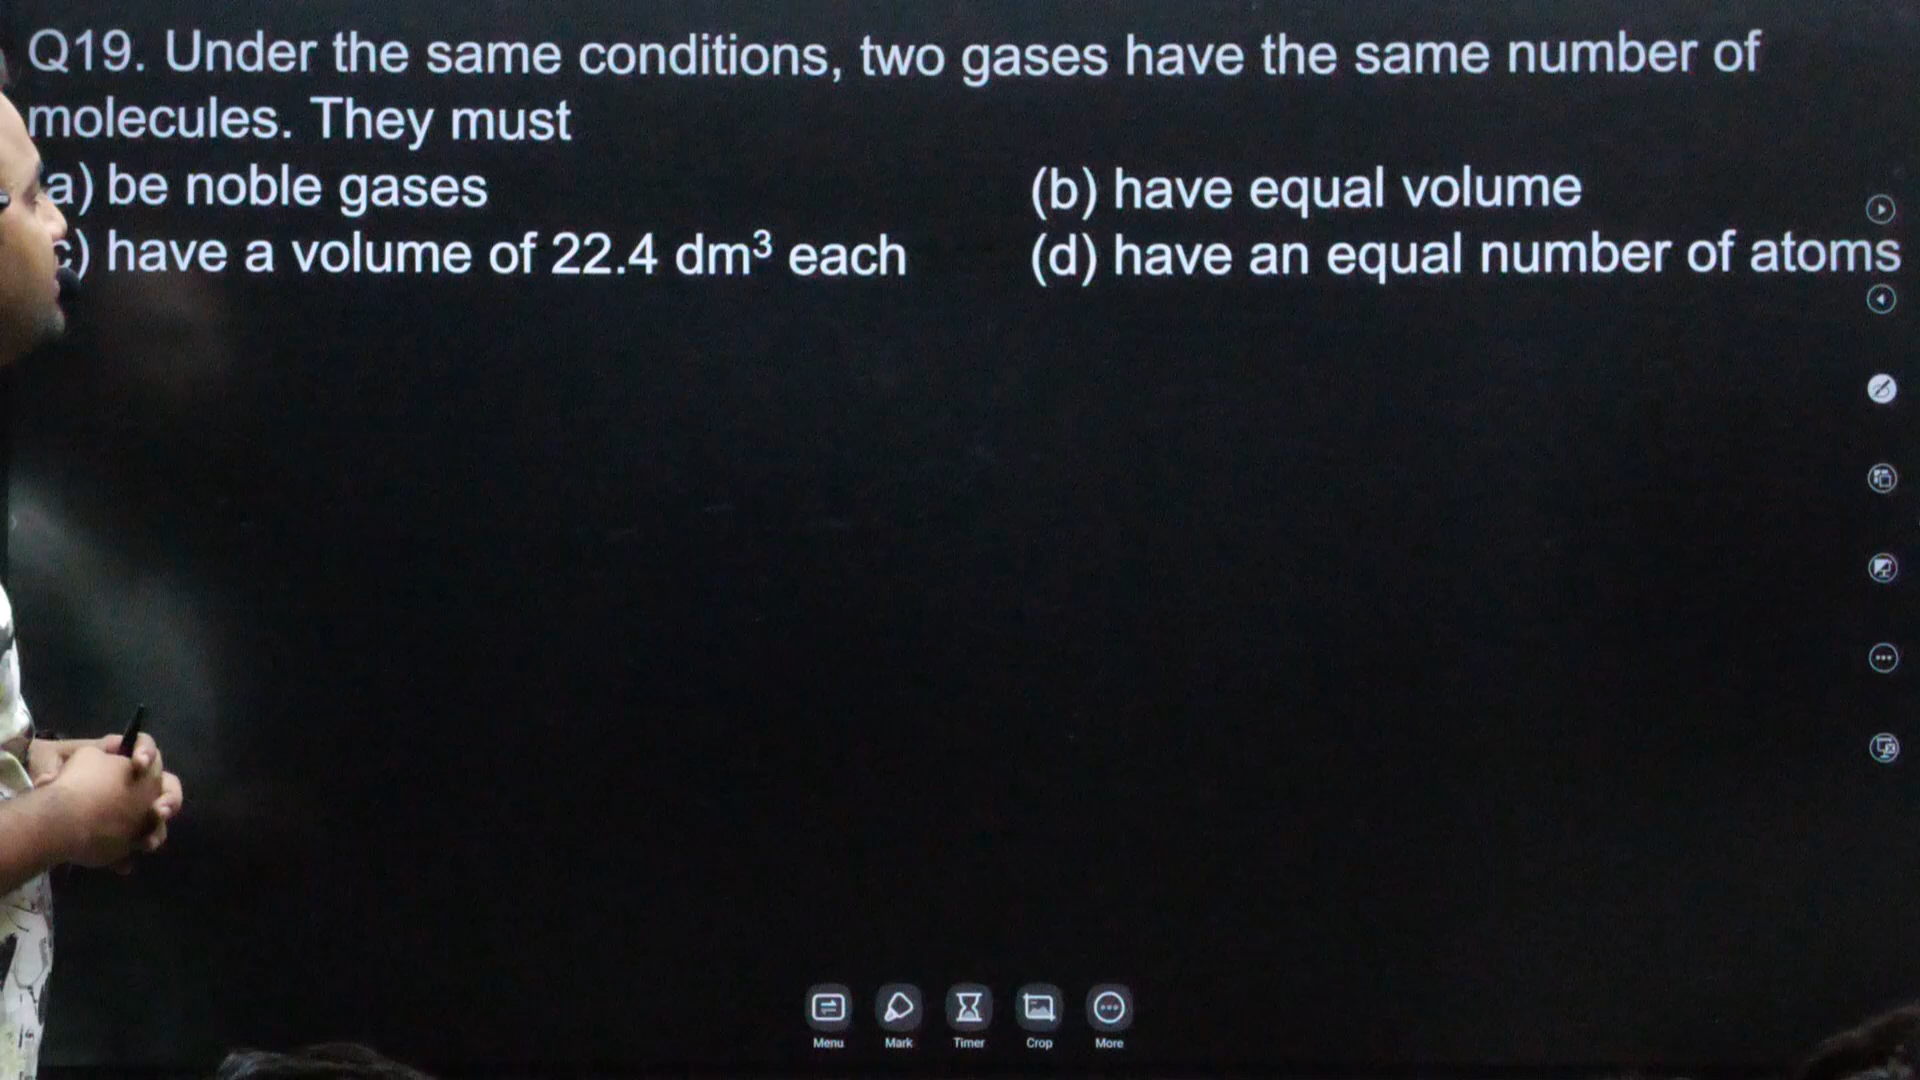 Q19. Under the same conditions, two gases have the same number of
molecules. They must
a) be noble gases (b) have equal volume
c) have a volume of 22.4 dm³ each (d) have an equal number of atoms
Menu Mark Timer Crop More